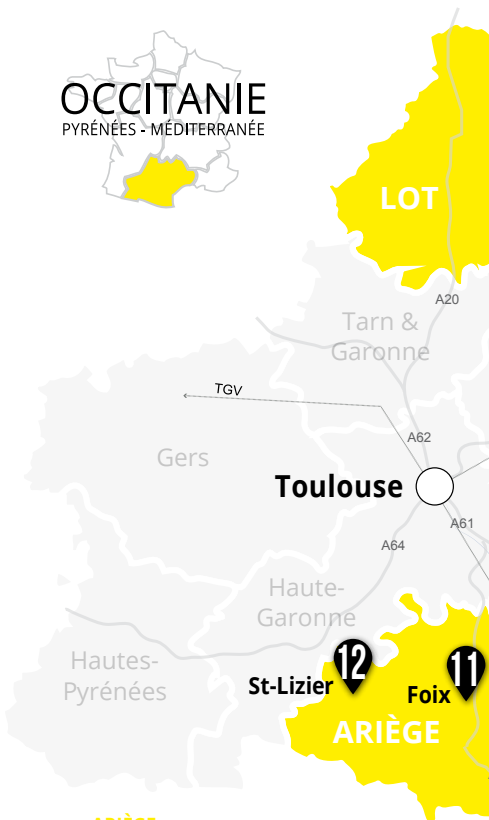 OCCITANIE
PYRÉNÉES - MÉDITERRANÉE
LOT
A20
Tarn &
Garonne
TGV
A62
Gers
Toulouse
A61
A64
Haute-
Garonne
12
11
Hautes-
Pyrénées
St-Lizier
Foix
ARIÈGE
ARIÈGE